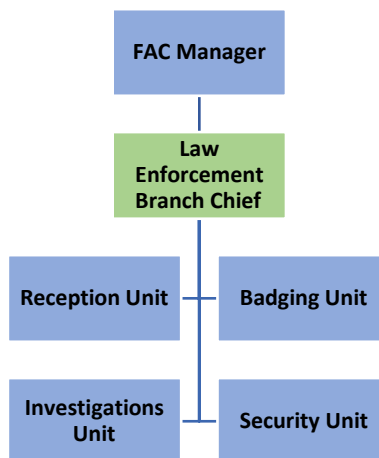 FAC Manager
Law
Enforcement
Branch Chief
Reception Unit
Badging Unit
Investigations
Unit
Security Unit